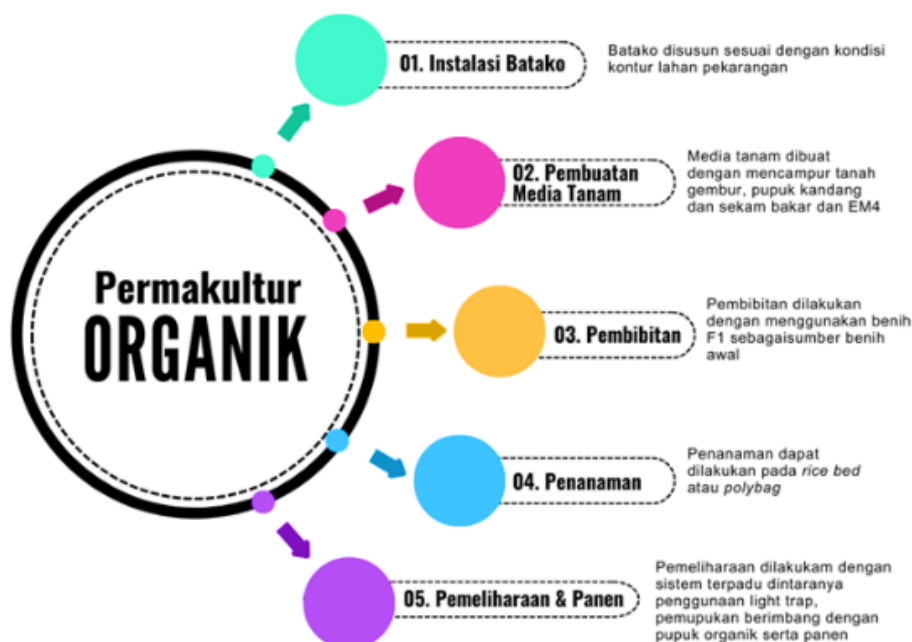 Permakultur
ORGANIK
01. Instalasi Batako
Batako disusun sesuai dengan kondisi
kontur lahan pekarangan
02. Pembuatan
Media Tanam
Media tanam dibuat
dengan mencampur tanah
gembur, pupuk kandang
dan sekam bakar dan EM4
03. Pembibitan
Pembibitan dilakukan
dengan menggunakan benih
F1 sebagaisumber benih
awal
04. Penanaman
Penanaman dapat
dilakukan pada rice bed
atau polybag
05. Pemeliharaan & Panen
Pemeliharaan dilakukam dengan
sistem terpadu dintaranya
penggunaan light trap,
pemupukan berimbang dengan
pupuk organik serta panen